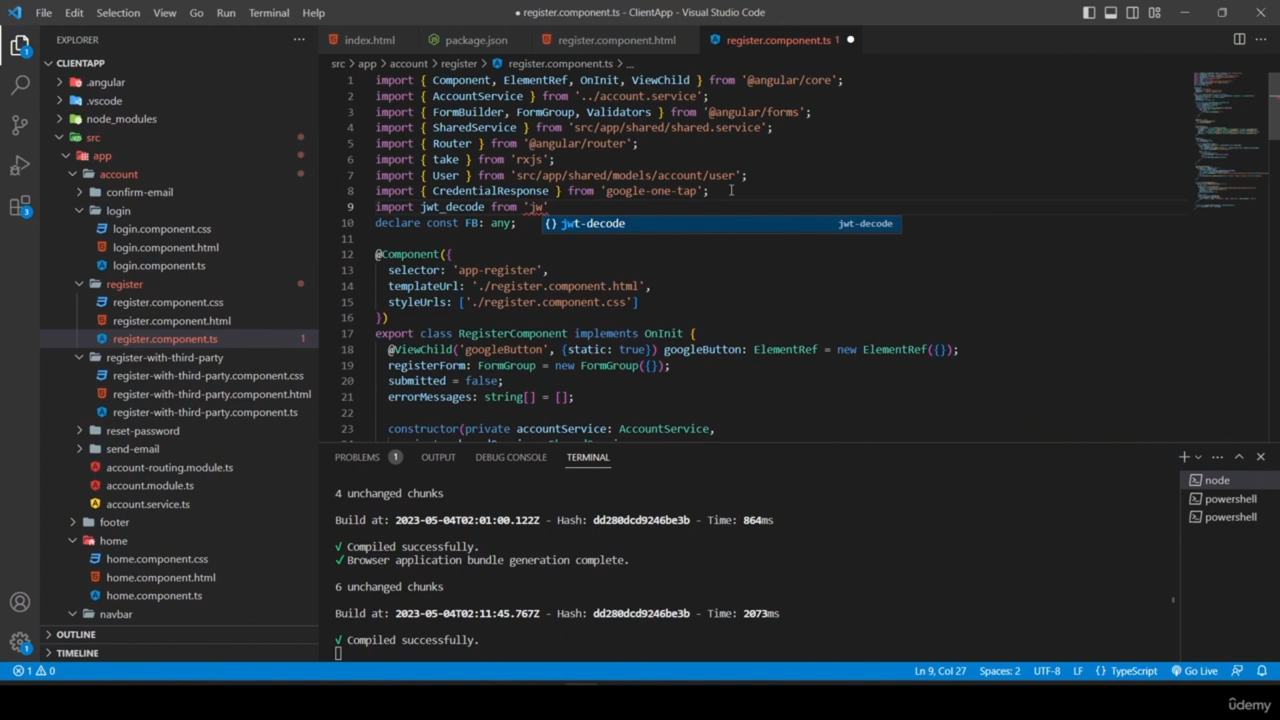 File Edit Selection View Go Run Terminal Help
● register.component.ts - ClientApp - Visual Studio Code
EXPLORER
index.html
package.json
register.component.html
register.component.ts 1
src > app > account > register > register.component.ts > ...
CLIENTAPP
.angular
.vscode
node_modules
src
app
account
confirm-email
login
login.component.css
login.component.html
login.component.ts
register
register.component.css
register.component.html
register.component.ts 1
register-with-third-party
register-with-third-party.component.css
register-with-third-party.component.html
register-with-third-party.component.ts
reset-password
send-email
account-routing.module.ts
account.module.ts
account.service.ts
footer
home
home.component.css
home.component.html
home.component.ts
navbar
OUTLINE
TIMELINE
1 import { Component, ElementRef, OnInit, ViewChild } from '@angular/core';
2 import { AccountService } from '../account.service';
3 import { FormBuilder, FormGroup, Validators } from '@angular/forms';
4 import { SharedService } from 'src/app/shared/shared.service';
5 import { Router } from '@angular/router';
6 import { take } from 'rxjs';
7 import { User } from 'src/app/shared/models/account/user';
8 import { CredentialResponse } from 'google-one-tap';
9 import jwt_decode from 'jw'
{} jwt-decode jwt-decode
10 declare const FB: any;
11
12 @Component({
13 selector: 'app-register',
14 templateUrl: './register.component.html',
15 styleUrls: ['./register.component.css']
16 })
17 export class RegisterComponent implements OnInit {
18 @ViewChild('googleButton', {static: true}) googleButton: ElementRef = new ElementRef({});
19 registerForm: FormGroup = new FormGroup({});
20 submitted = false;
21 errorMessages: string[] = [];
22
23 constructor(private accountService: AccountService,
PROBLEMS 1 OUTPUT DEBUG CONSOLE TERMINAL
4 unchanged chunks
Build at: 2023-05-04T02:01:00.122Z - Hash: dd280dcd9246be3b - Time: 864ms
√ Compiled successfully.
√ Browser application bundle generation complete.
6 unchanged chunks
Build at: 2023-05-04T02:11:45.767Z - Hash: dd280dcd9246be3b - Time: 2073ms
√ Compiled successfully.
node
powershell
powershell
1 0
Ln 9, Col 27 Spaces: 2 UTF-8 LF {} TypeScript Go Live
ûdemy